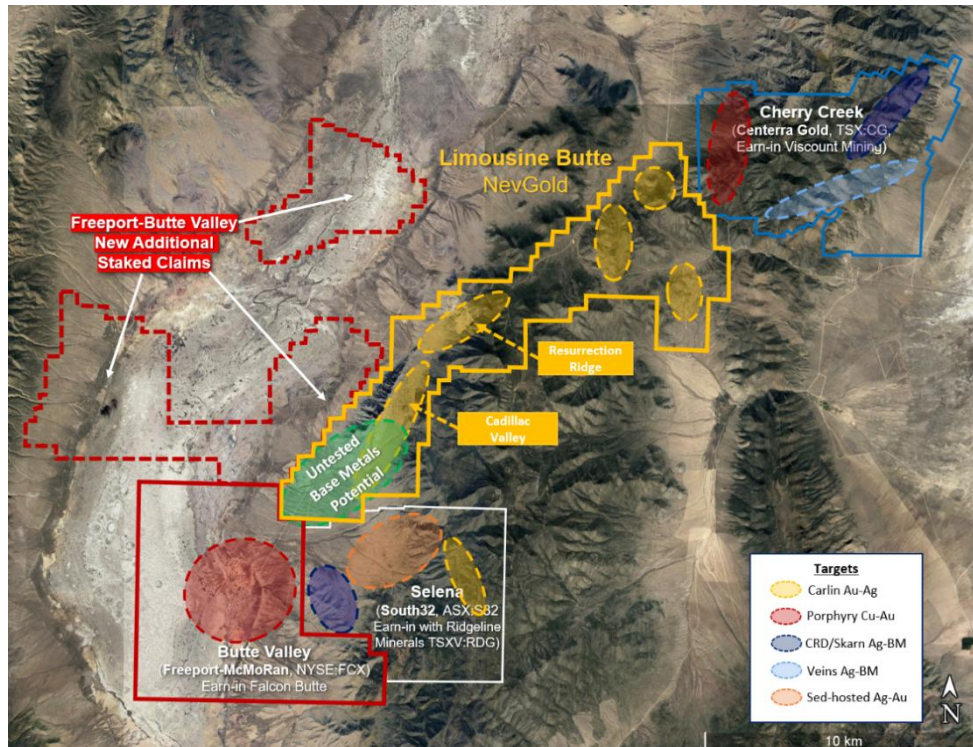 Cherry Creek
(Centerra Gold, TSX:CG,
Earn-in Viscount Mining)
Limousine Butte
NevGold
Freeport-Butte Valley
New Additional
Staked Claims
Resurrection
Ridge
Cadillac
Valley
Untested
Base Metals
Potential
Selena
(South32, ASX:S32
Earn-in with Ridgeline
Minerals TSXV:RDG)
Butte Valley
(Freeport-McMoRan, NYSE:FCX)
Earn-in Falcon Butte
Targets
Carlin Au-Ag
Porphyry Cu-Au
CRD/Skarn Ag-BM
Veins Ag-BM
Sed-hosted Ag-Au
N
10 km